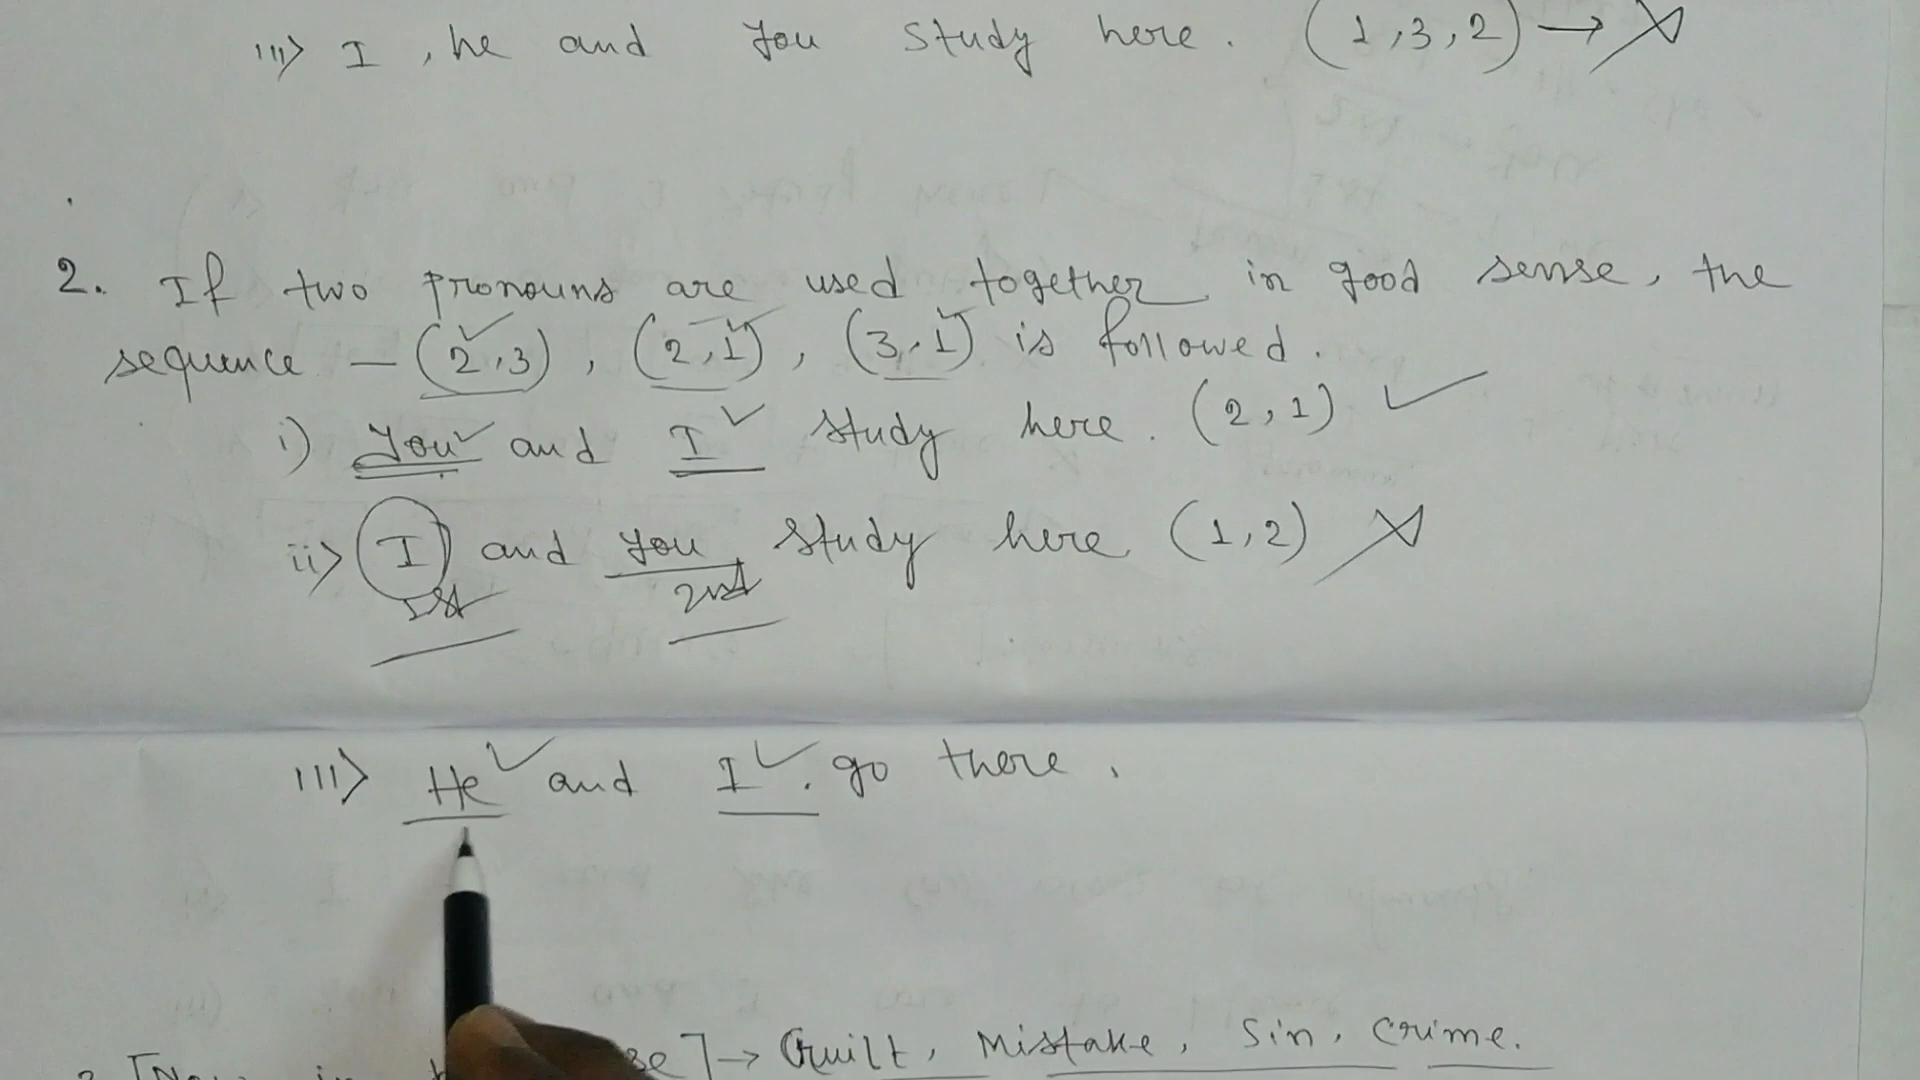 iii> I, he and you study here. (1,3,2) →
2. If two pronouns are used together in good sense, the
sequence – (2,3), (2,1), (3,1) is followed.
i) You and I study here. (2,1) ✓
ii> I and you study here (1,2)
1st 2nd
iii> He and I go there.
] → Guilt, Mistake, Sin, Crime.